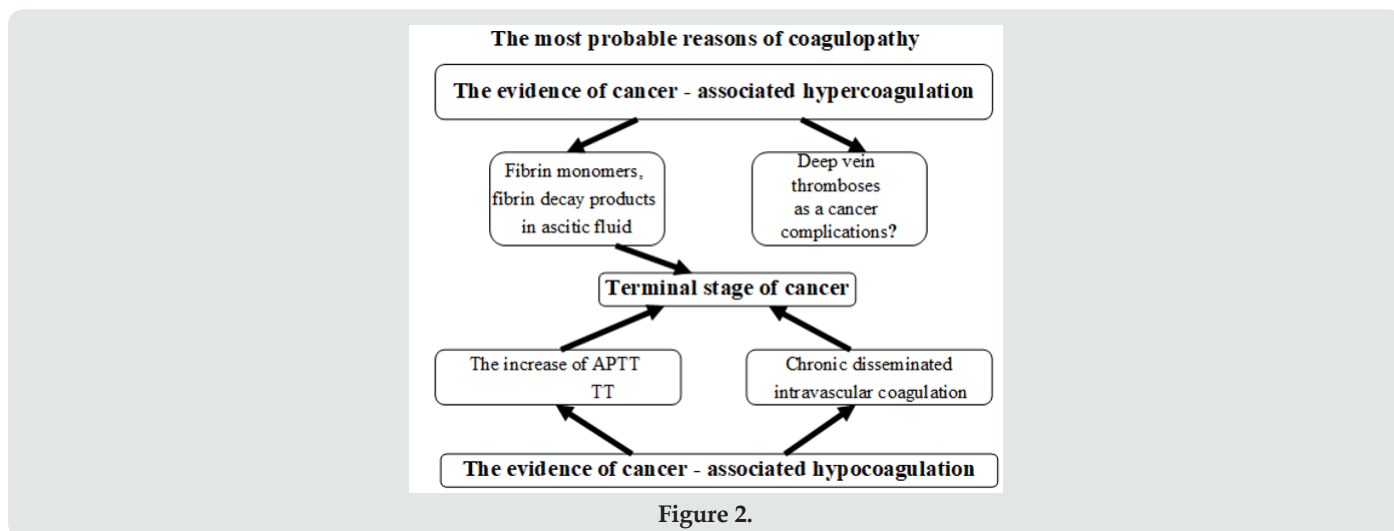 The most probable reasons of coagulopathy
The evidence of cancer - associated hypercoagulation
Fibrin monomers,
fibrin decay products
in ascitic fluid
Deep vein
thromboses
as a cancer
complications?
Terminal stage of cancer
The increase of APTT
TT
Chronic disseminated
intravascular coagulation
The evidence of cancer - associated hypocoagulation
Figure 2.